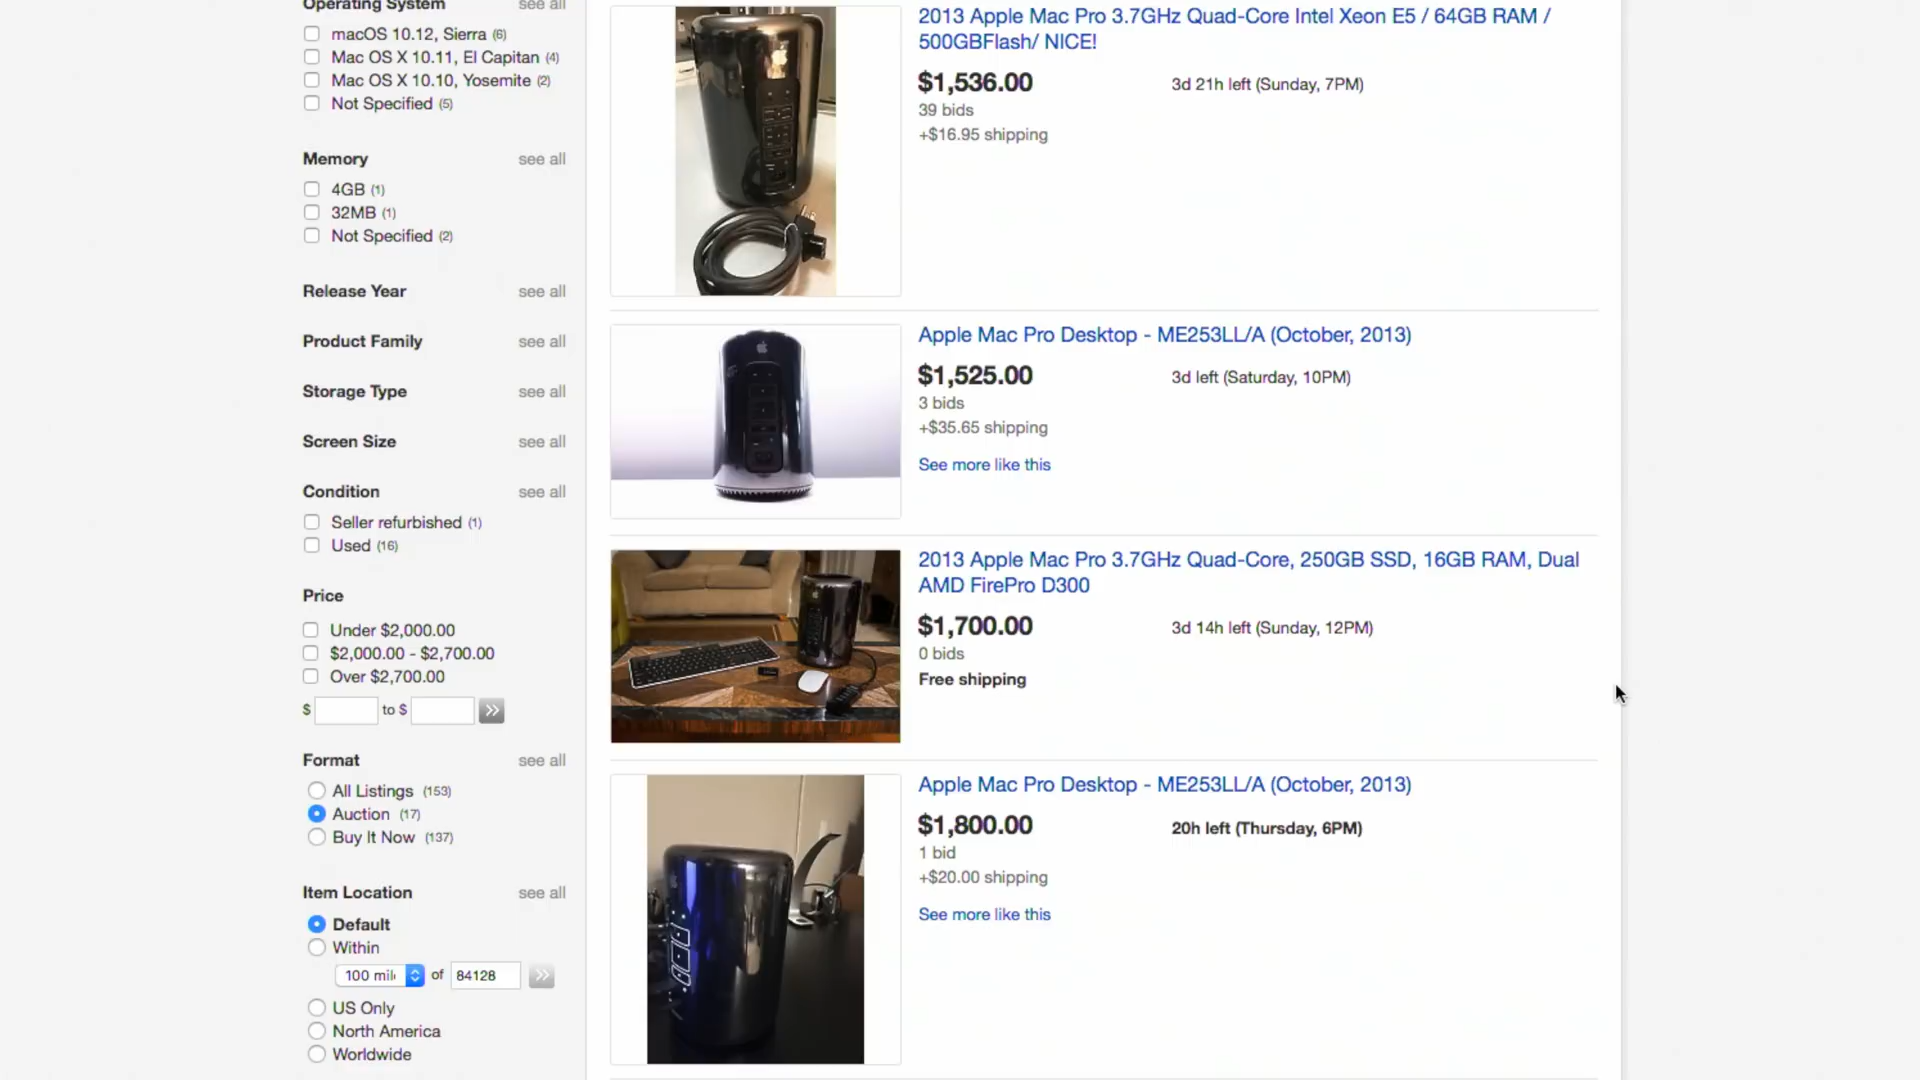 Operating System see all
macOS 10.12, Sierra (6)
Mac OS X 10.11, El Capitan (4)
Mac OS X 10.10, Yosemite (2)
Not Specified (5)
Memory see all
4GB (1)
32MB (1)
Not Specified (2)
Release Year see all
Product Family see all
Storage Type see all
Screen Size see all
Condition see all
Seller refurbished (1)
Used (16)
Price
Under $2,000.00
$2,000.00 - $2,700.00
Over $2,700.00
$ to $
Format see all
All Listings (153)
Auction (17)
Buy It Now (137)
Item Location see all
Default
Within
100 mil of 84128
US Only
North America
Worldwide
2013 Apple Mac Pro 3.7GHz Quad-Core Intel Xeon E5 / 64GB RAM /
500GBFlash/ NICE!
$1,536.00 3d 21h left (Sunday, 7PM)
39 bids
+$16.95 shipping
Apple Mac Pro Desktop - ME253LL/A (October, 2013)
$1,525.00 3d left (Saturday, 10PM)
3 bids
+$35.65 shipping
See more like this
2013 Apple Mac Pro 3.7GHz Quad-Core, 250GB SSD, 16GB RAM, Dual
AMD FirePro D300
$1,700.00 3d 14h left (Sunday, 12PM)
0 bids
Free shipping
Apple Mac Pro Desktop - ME253LL/A (October, 2013)
$1,800.00 20h left (Thursday, 6PM)
1 bid
+$20.00 shipping
See more like this